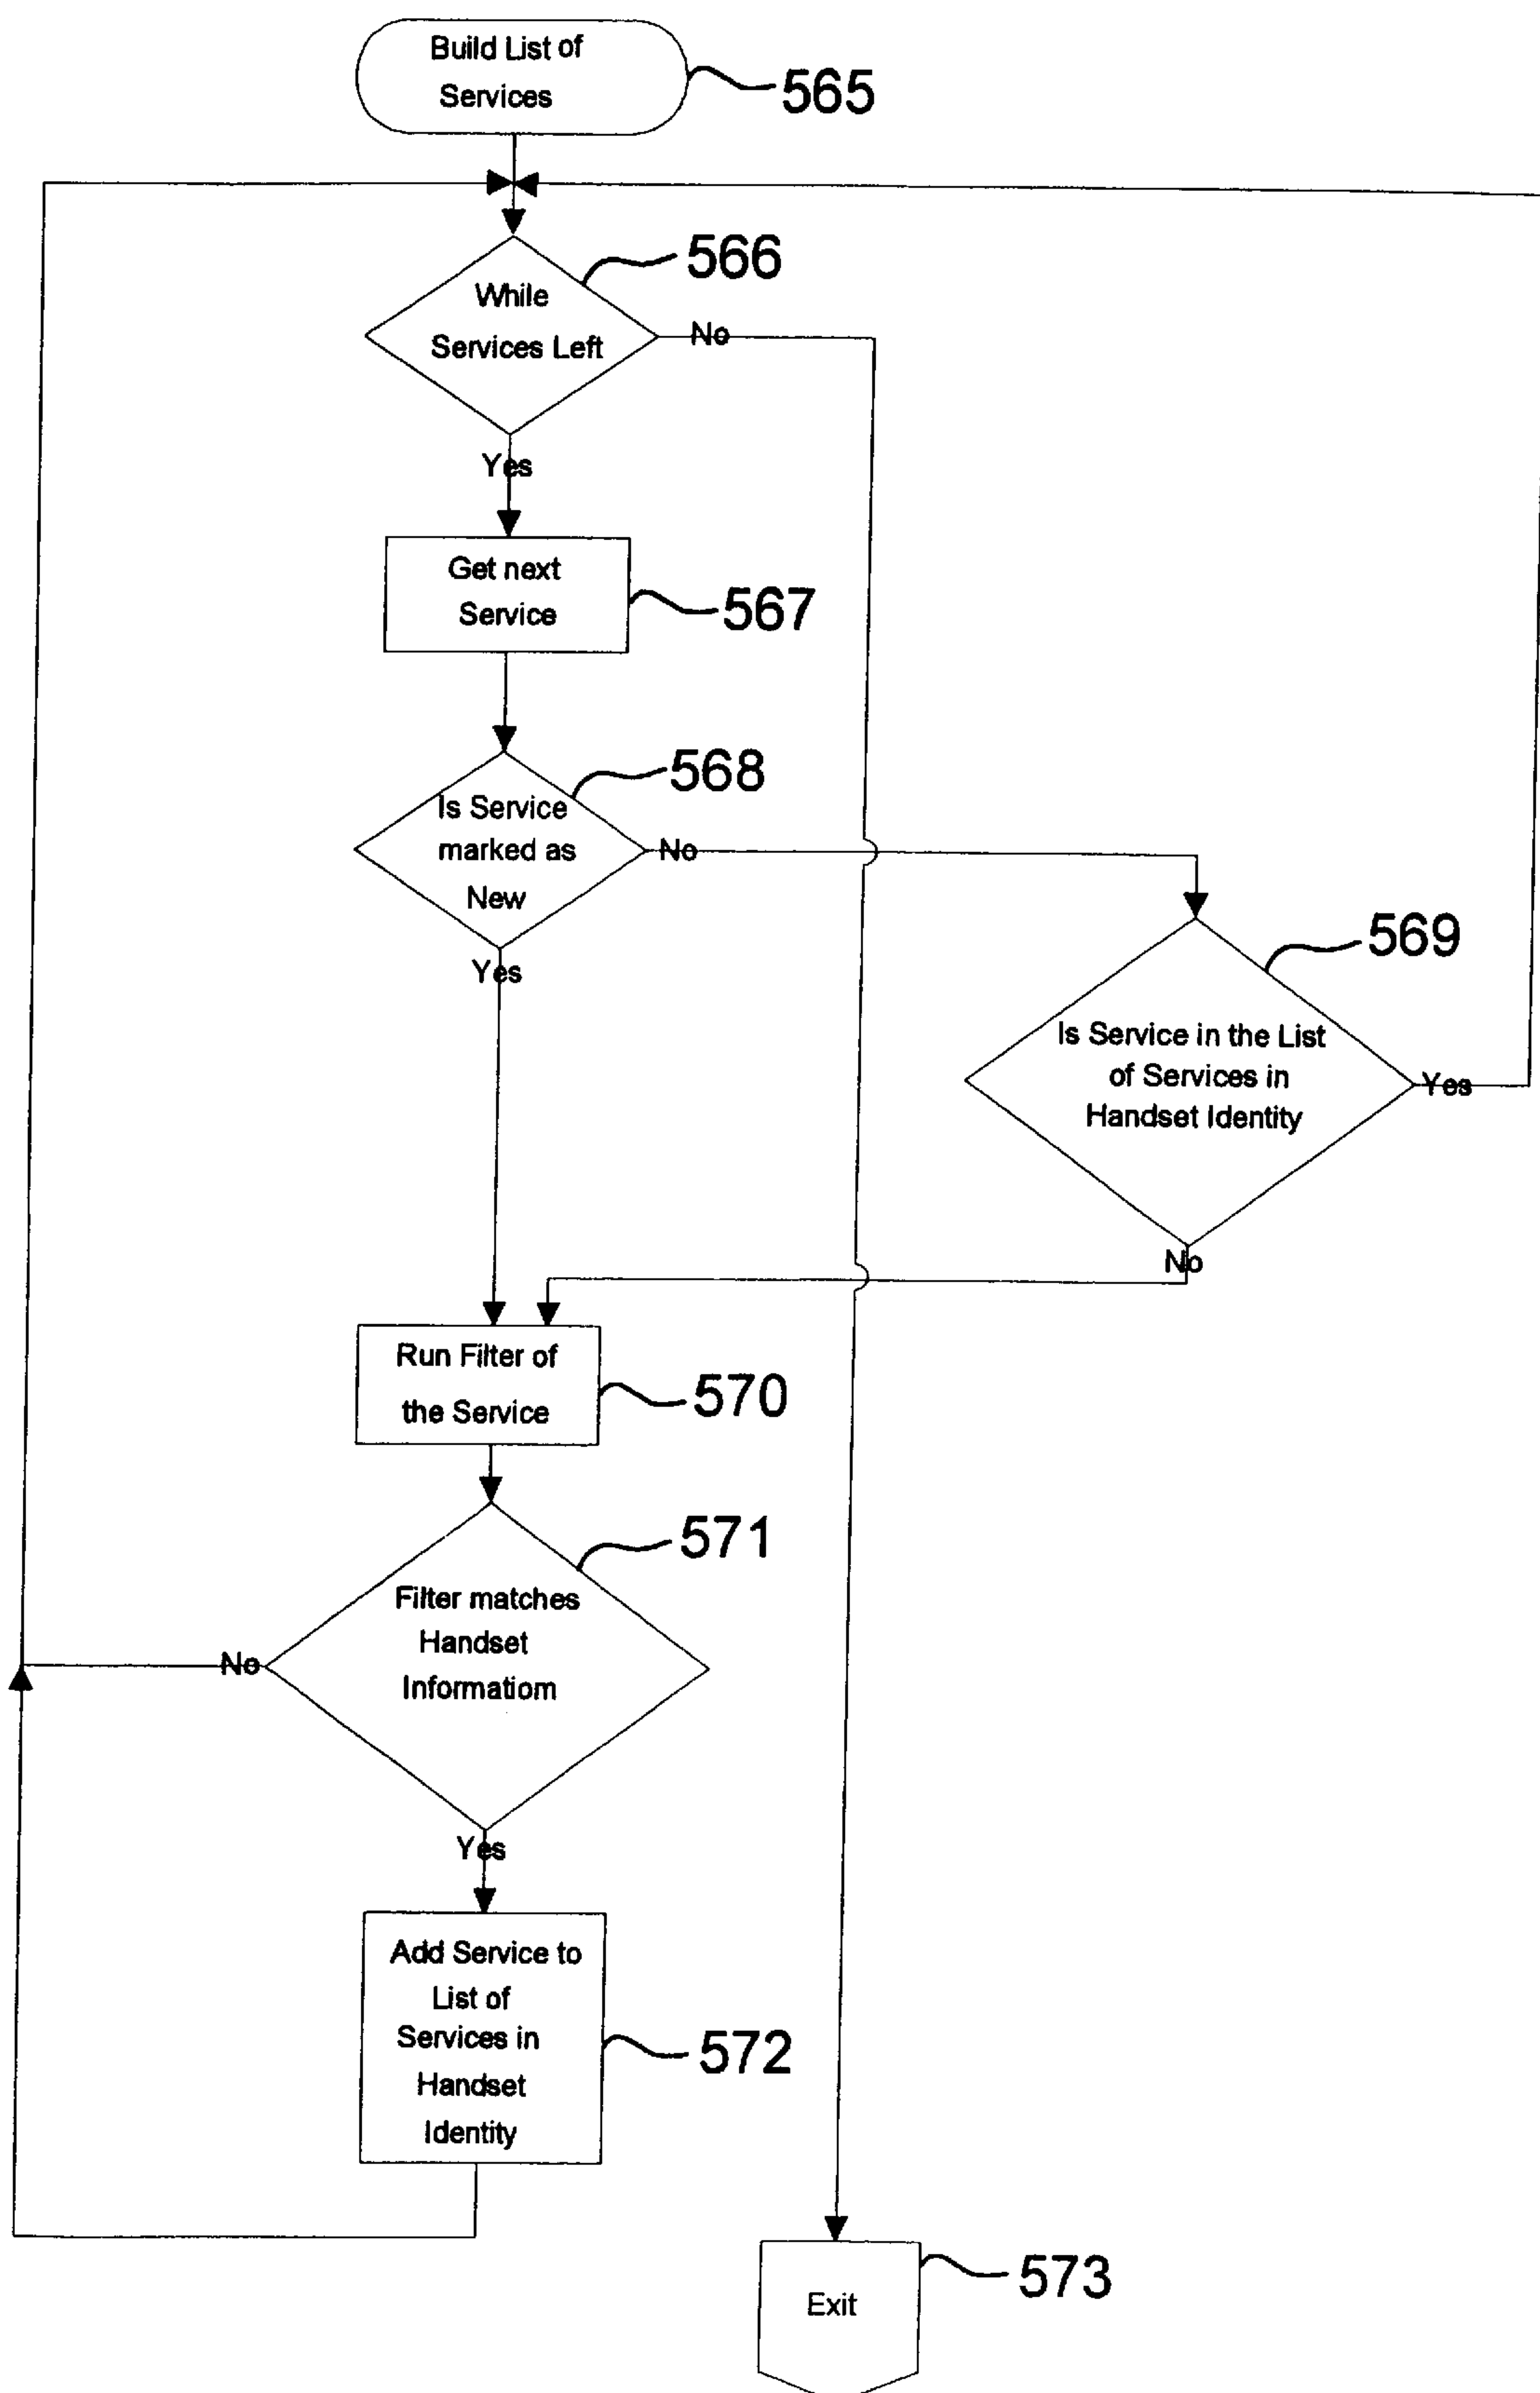 Build List of
Services
565
566
While
Services Left
No
Yes
Get next
Service
567
568
Is Service
marked as
New
No
Yes
569
Is Service in the List
of Services in
Handset Identity
Yes
No
Run Filter of
the Service
570
571
Filter matches
Handset
Informatiom
No
Yes
Add Service to
List of
Services in
Handset
Identity
572
573
Exit